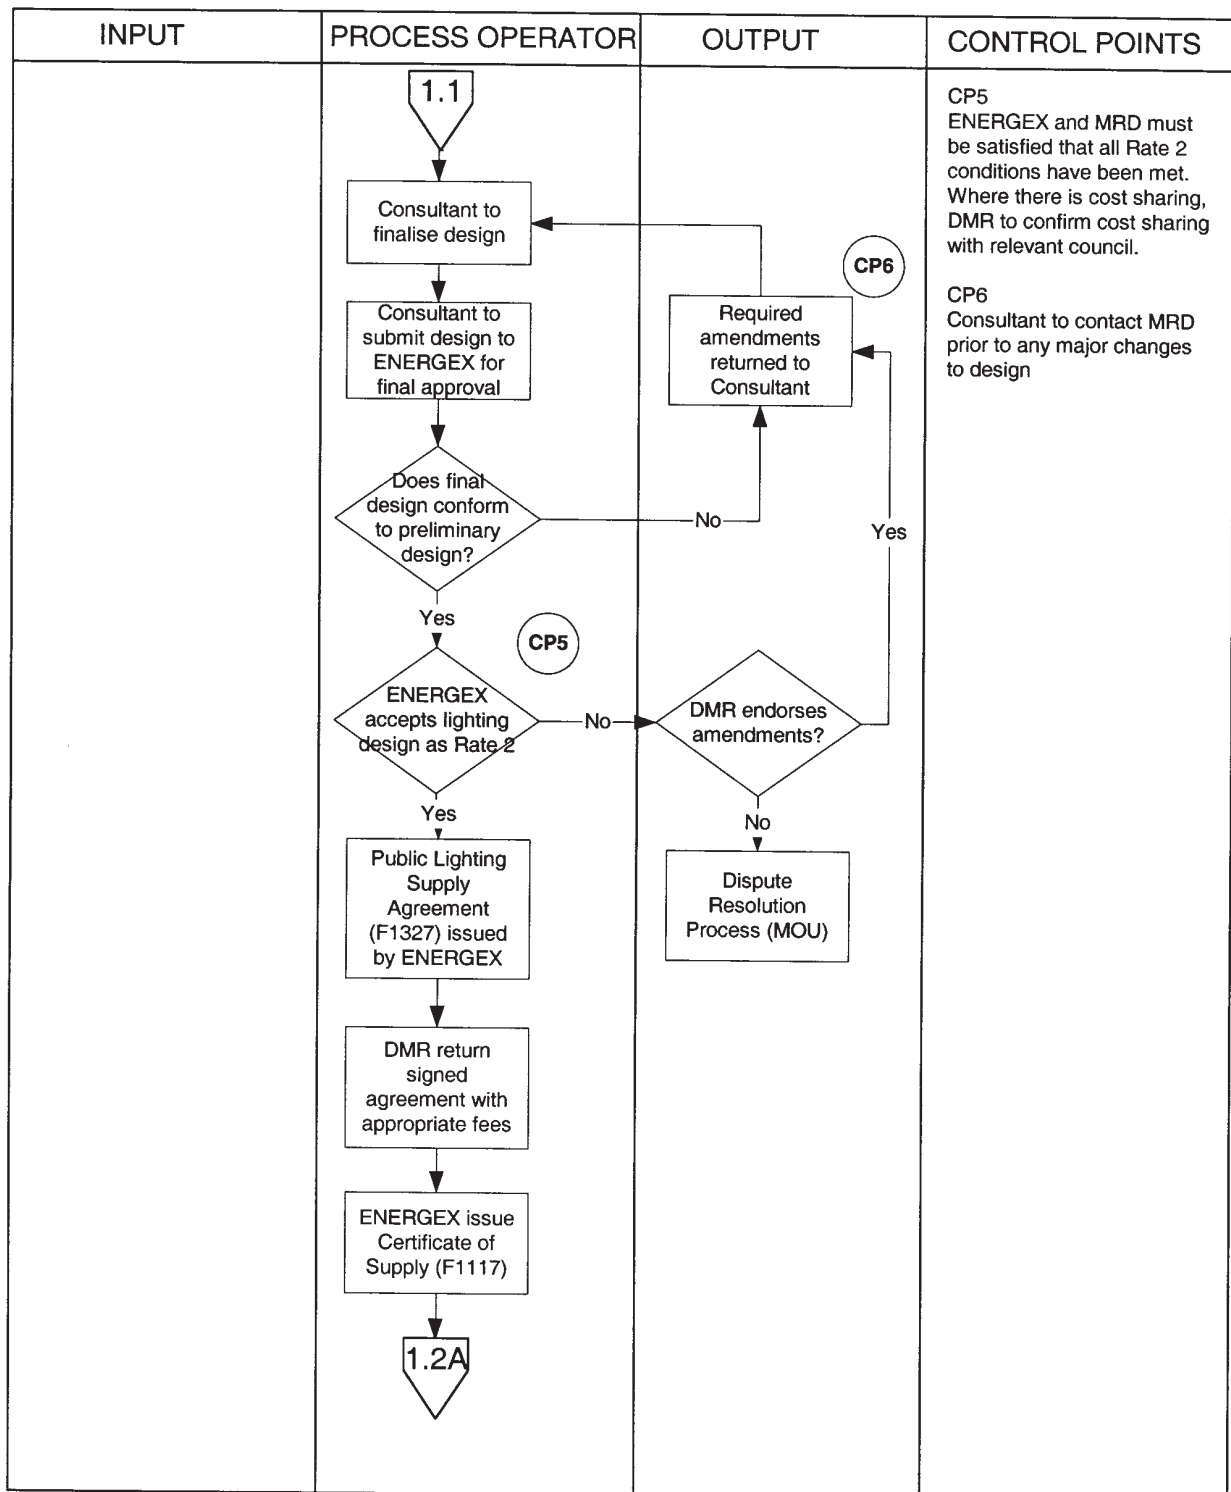 INPUT
PROCESS OPERATOR
OUTPUT
CONTROL POINTS
1.1
Consultant to
finalise design
Consultant to
submit design to
ENERGEX for
final approval
Does final
design conform
to preliminary
design?
No
Yes
CP5
ENERGEX
accepts lighting
design as Rate 2
No
Yes
Public Lighting
Supply
Agreement
(F1327) issued
by ENERGEX
DMR return
signed
agreement with
appropriate fees
ENERGEX issue
Certificate of
Supply (F1117)
1.2A
CP6
Required
amendments
returned to
Consultant
Yes
DMR endorses
amendments?
No
Dispute
Resolution
Process (MOU)
CP5
ENERGEX and MRD must
be satisfied that all Rate 2
conditions have been met.
Where there is cost sharing,
DMR to confirm cost sharing
with relevant council.
CP6
Consultant to contact MRD
prior to any major changes
to design